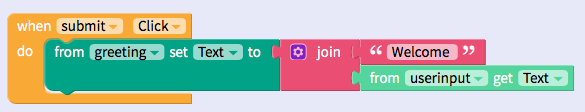 when submit Click
do from greeting set Text to join “ Welcome ”
from userinput get Text